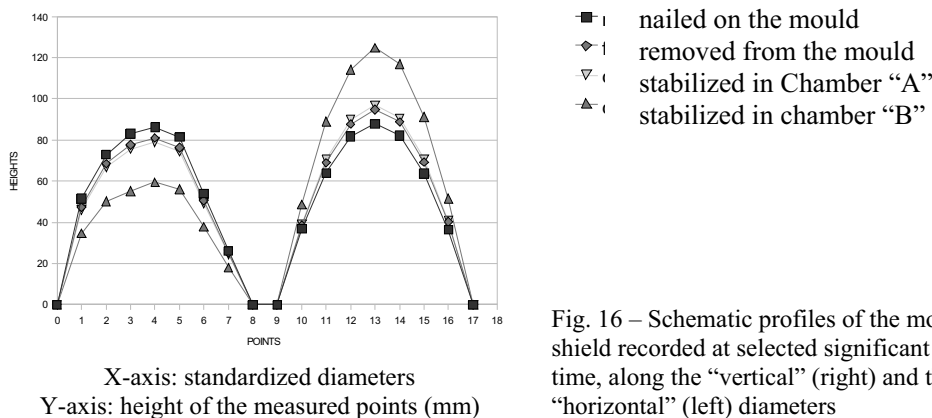 140
120
100
80
60
40
20
0
HEIGHTS
0 1 2 3 4 5 6 7 8 9 10 11 12 13 14 15 16 17 18
POINTS
X-axis: standardized diameters
Y-axis: height of the measured points (mm)
nailed on the mould
removed from the mould
stabilized in Chamber “A”
stabilized in chamber “B”
Fig. 16 – Schematic profiles of the
shield recorded at selected significant
time, along the “vertical” (right) and
“horizontal” (left) diameters